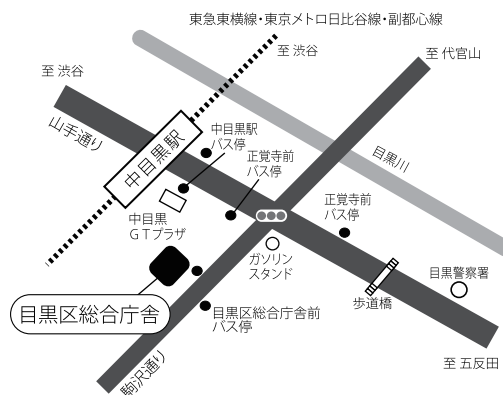 東急東横線・東京メトロ日比谷線・副都心線
至 渋谷
至 代官山
至 渋谷
山手通り
中目黒駅
中目黒駅
バス停
正覚寺前
バス停
目黒川
中目黒
GTプラザ
正覚寺前
バス停
ガソリン
スタンド
目黒警察署
歩道橋
目黒区総合庁舎
目黒区総合庁舎前
バス停
至 五反田
駒沢通り